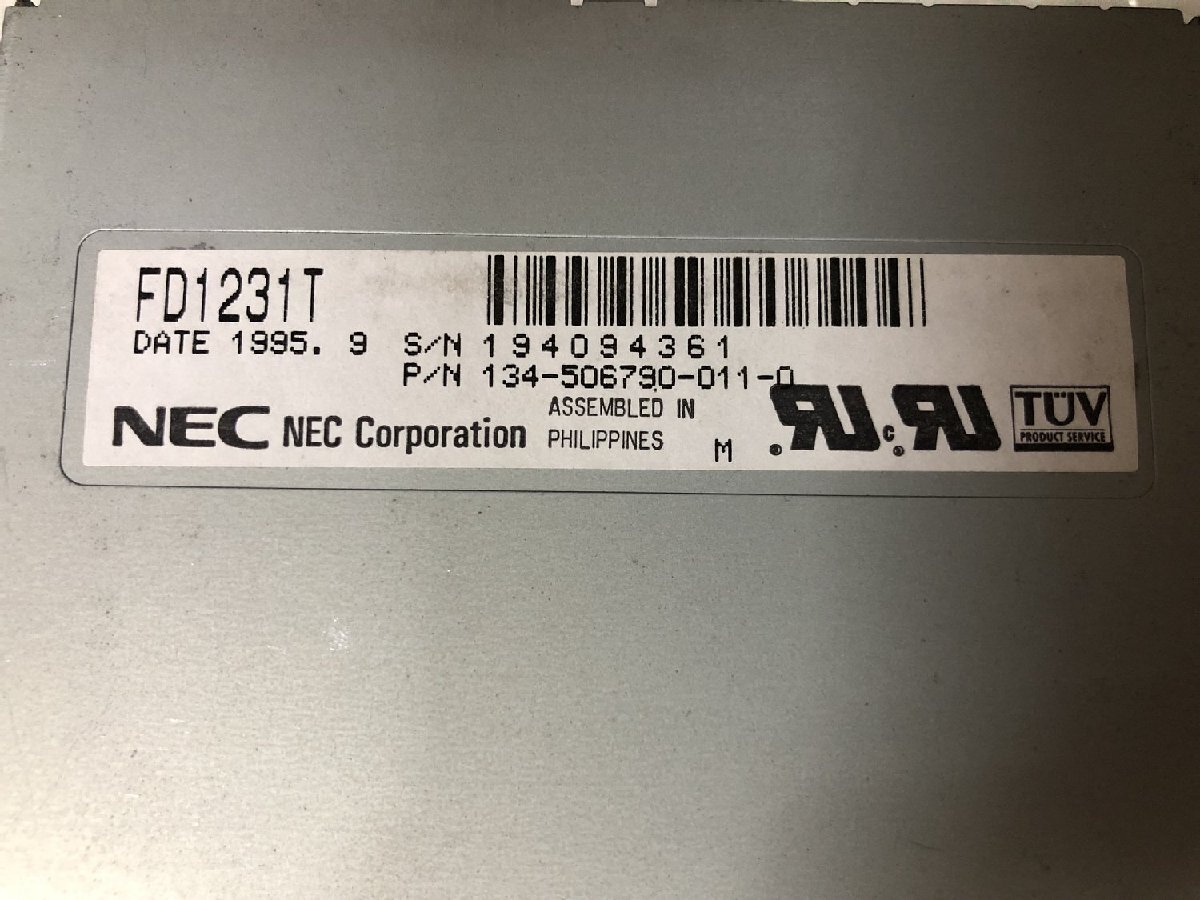 FD1231T
DATE 1995. 9 S/N 194094361
P/N 134-506790-011-0
NEC NEC Corporation ASSEMBLED IN
PHILIPPINES M
TÜV
PRODUCT SERVICE